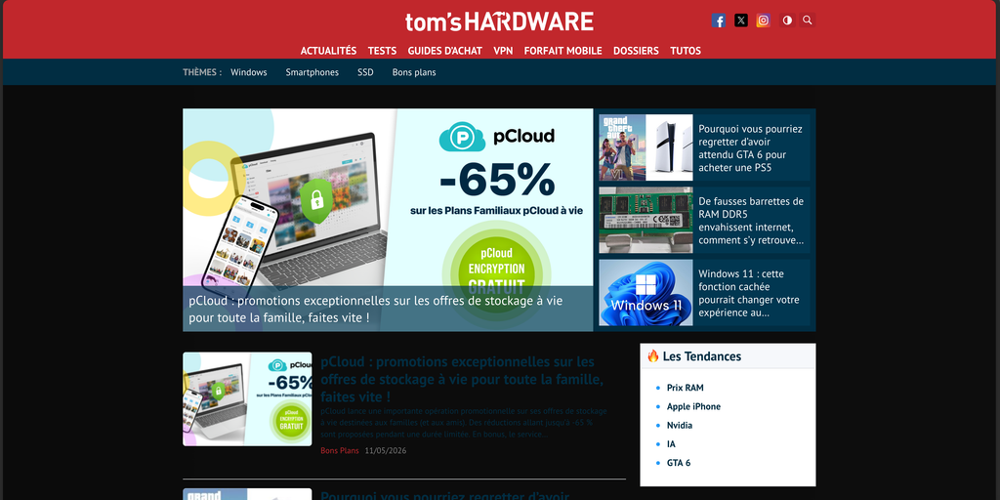 tom's HARDWARE
ACTUALITÉS TESTS GUIDES D'ACHAT VPN FORFAIT MOBILE DOSSIERS TUTOS
THÈMES : Windows Smartphones SSD Bons plans
pCloud
-65%
sur les Plans Familiaux pCloud à vie
pCloud
ENCRYPTION
GRATUIT
pCloud : promotions exceptionnelles sur les offres de stockage à vie
pour toute la famille, faites vite !
grand
theft
auto
VI
Pourquoi vous pourriez
regretter d'avoir
attendu GTA 6 pour
acheter une PS5
De fausses barrettes de
RAM DDR5
envahissent internet,
comment s'y retrouve...
Windows 11
Windows 11 : cette
fonction cachée
pourrait changer votre
expérience au...
pCloud
-65%
sur les Plans Familiaux pClou
pCloud
ENCRYPTION
GRATUIT
pCloud : promotions exceptionnelles sur les
offres de stockage à vie pour toute la famille,
faites vite !
pCloud lance une importante opération promotionnelle sur ses offres de stockage
à vie destinées aux familles (et aux amis). Des réductions allant jusqu'à -65 %
sont proposées pendant une durée limitée. En bonus, le service...
Bons Plans 11/05/2026
Les Tendances
Prix RAM
Apple iPhone
Nvidia
IA
GTA 6
grand
Pourquoi vous pourriez regretter d'avoir